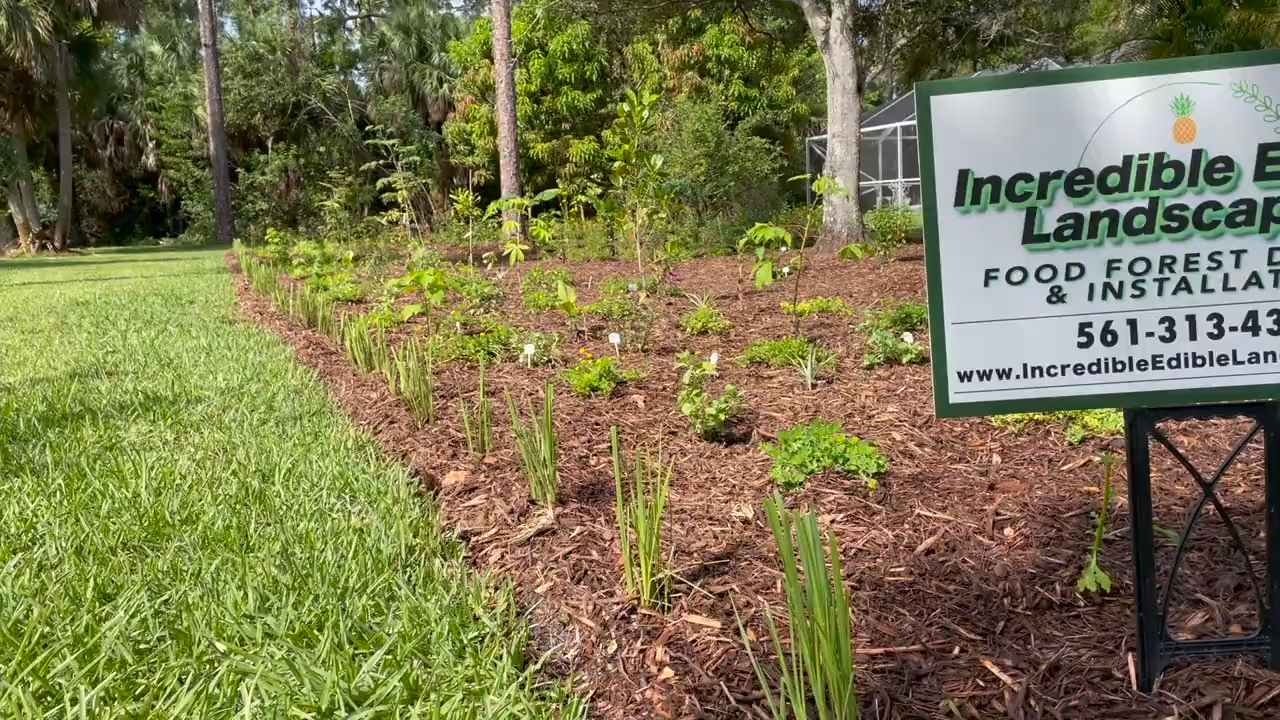 Incredible E
Landscap
FOOD FOREST D
& INSTALLAT
561-313-43
www.IncredibleEdibleLan